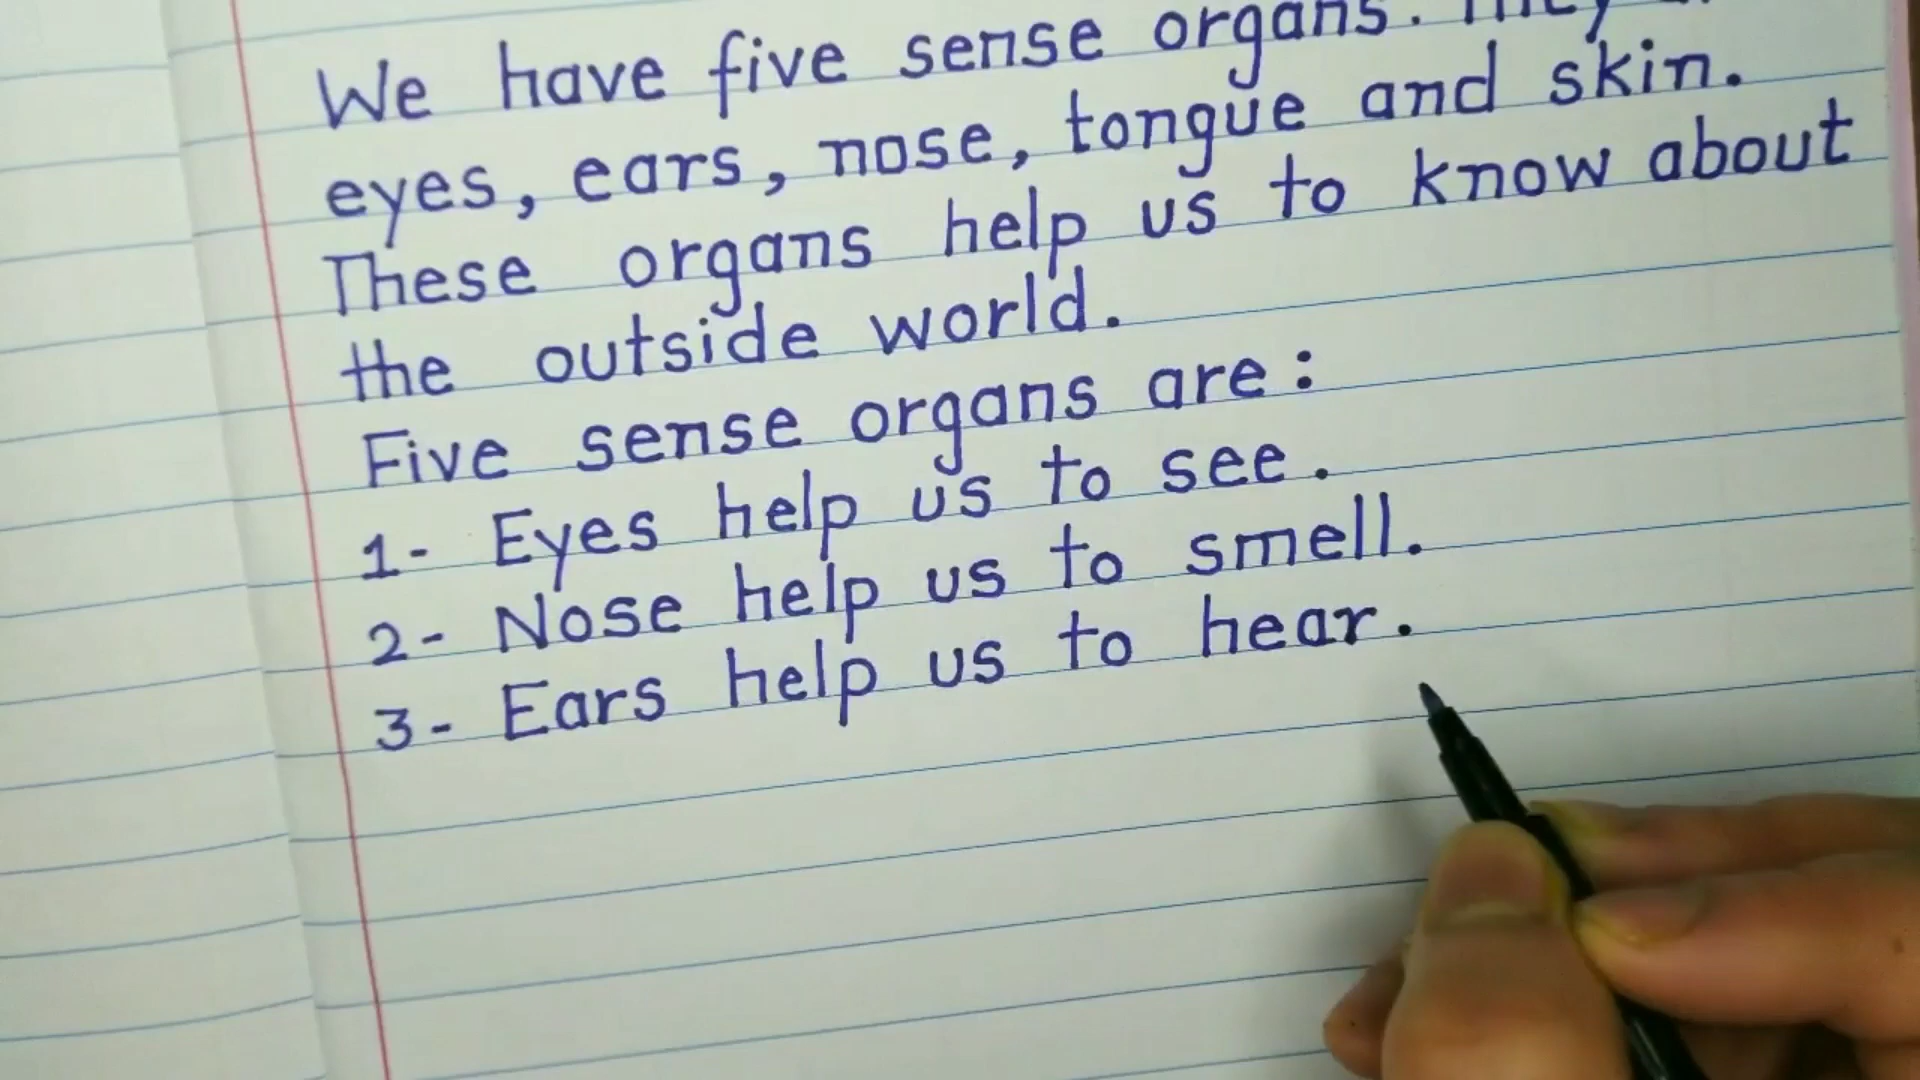 We have five sense organs. They
eyes, ears, nose, tongue and skin.
These organs help us to know about
the outside world.
Five sense organs are:
1- Eyes help us to see.
2- Nose help us to smell.
3- Ears help us to hear.